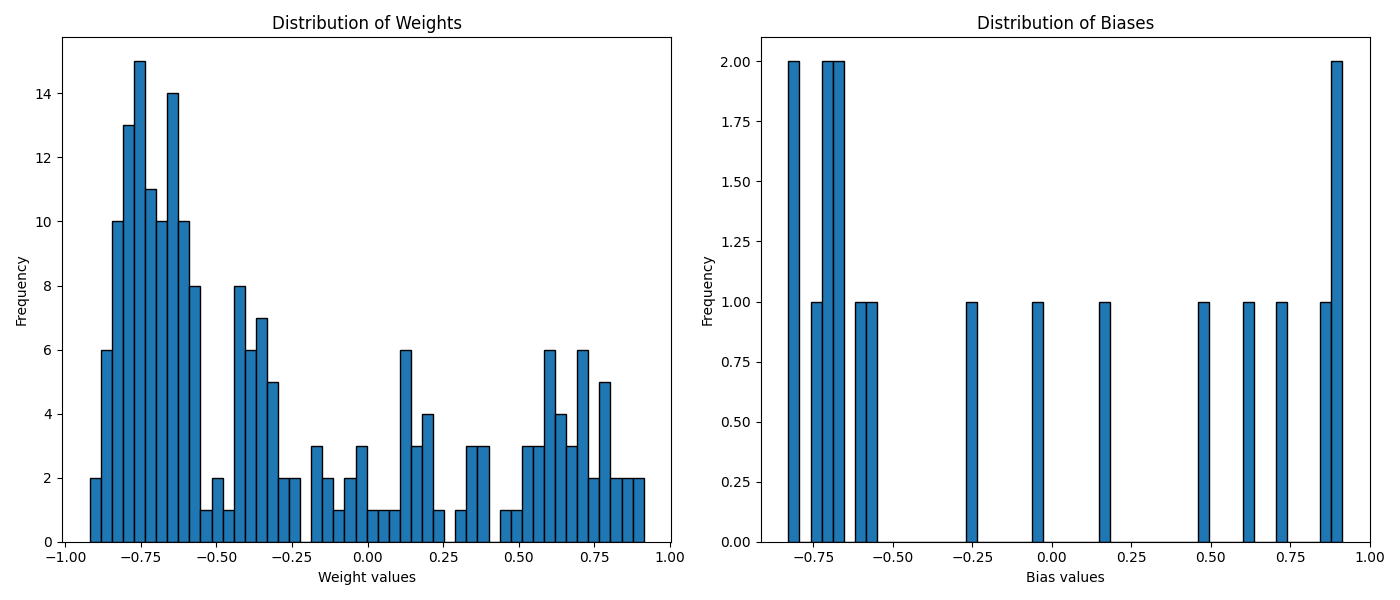 Distribution of Weights
Frequency
14
12
10
8
6
4
2
0
−1.00 −0.75 −0.50 −0.25 0.00 0.25 0.50 0.75 1.00
Weight values
Distribution of Biases
Frequency
2.00
1.75
1.50
1.25
1.00
0.75
0.50
0.25
0.00
−0.75 −0.50 −0.25 0.00 0.25 0.50 0.75 1.00
Bias values